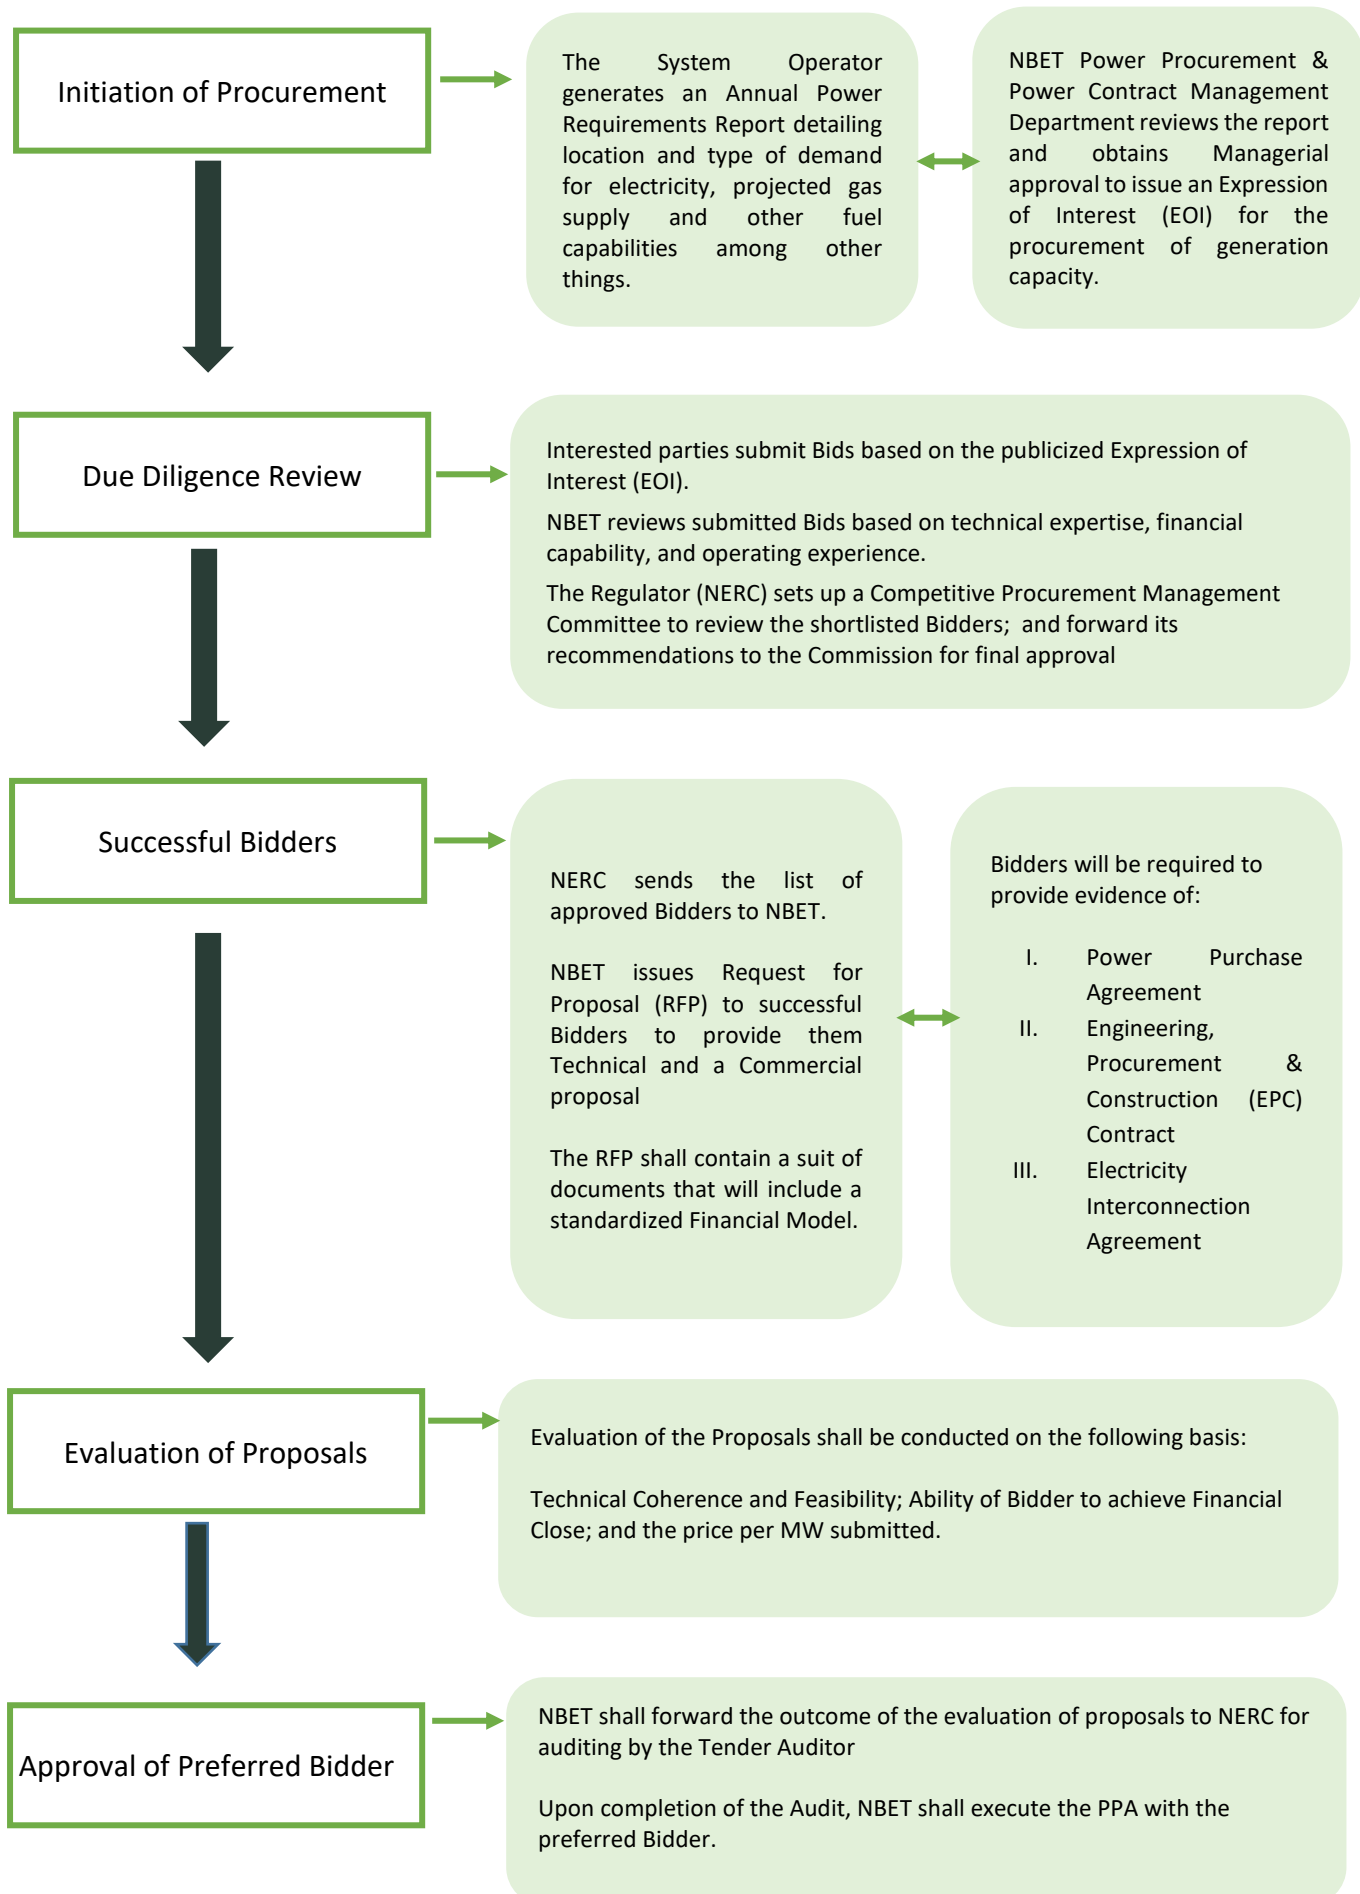 Initiation of Procurement
The System Operator
generates an Annual Power
Requirements Report detailing
location and type of demand
for electricity, projected gas
supply and other fuel
capabilities among other
things.
NBET Power Procurement &
Power Contract Management
Department reviews the report
and obtains Managerial
approval to issue an Expression
of Interest (EOI) for the
procurement of generation
capacity.
Due Diligence Review
Interested parties submit Bids based on the publicized Expression of
Interest (EOI).
NBET reviews submitted Bids based on technical expertise, financial
capability, and operating experience.
The Regulator (NERC) sets up a Competitive Procurement Management
Committee to review the shortlisted Bidders;  and forward its
recommendations to the Commission for final approval
Successful Bidders
NERC sends the list of
approved Bidders to NBET.
NBET issues Request for
Proposal (RFP) to successful
Bidders to provide them
Technical and a Commercial
proposal
The RFP shall contain a suit of
documents that will include a
standardized Financial Model.
Bidders will be required to
provide evidence of:
I. Power Purchase
Agreement
II. Engineering,
Procurement &
Construction (EPC)
Contract
III. Electricity
Interconnection
Agreement
Evaluation of Proposals
Evaluation of the Proposals shall be conducted on the following basis:
Technical Coherence and Feasibility; Ability of Bidder to achieve Financial
Close; and the price per MW submitted.
Approval of Preferred Bidder
NBET shall forward the outcome of the evaluation of proposals to NERC for
auditing by the Tender Auditor
Upon completion of the Audit, NBET shall execute the PPA with the
preferred Bidder.